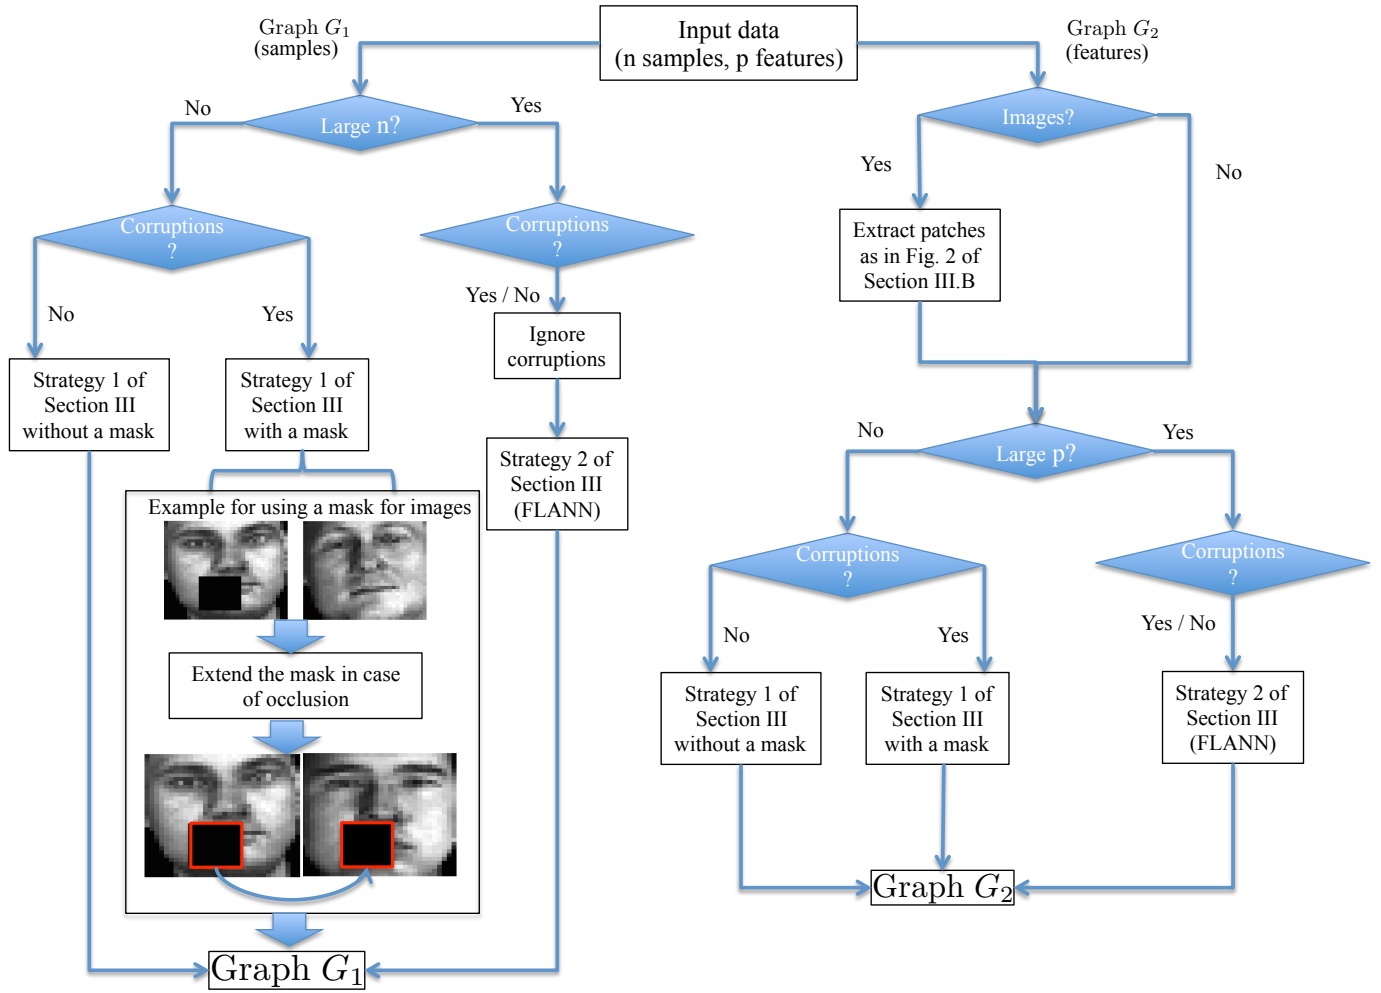 Graph G1
(samples)
Input data
(n samples, p features)
Graph G2
(features)
No
Yes
Large n?
Images?
Yes
No
Corruptions
?
Corruptions
?
Extract patches
as in Fig. 2 of
Section III.B
No
Yes
Yes / No
Ignore
corruptions
Strategy 1 of
Section III
without a mask
Strategy 1 of
Section III
with a mask
Strategy 2 of
Section III
(FLANN)
Example for using a mask for images
Extend the mask in case
of occlusion
Graph G1
No
Yes
Large p?
Corruptions
?
Corruptions
?
No
Yes
Yes / No
Strategy 1 of
Section III
without a mask
Strategy 1 of
Section III
with a mask
Strategy 2 of
Section III
(FLANN)
Graph G2